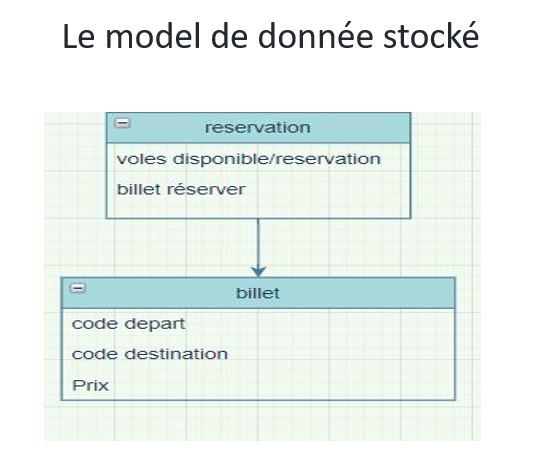 Le model de donnée stocké
reservation
voles disponible/reservation
billet réserver
billet
code depart
code destination
Prix